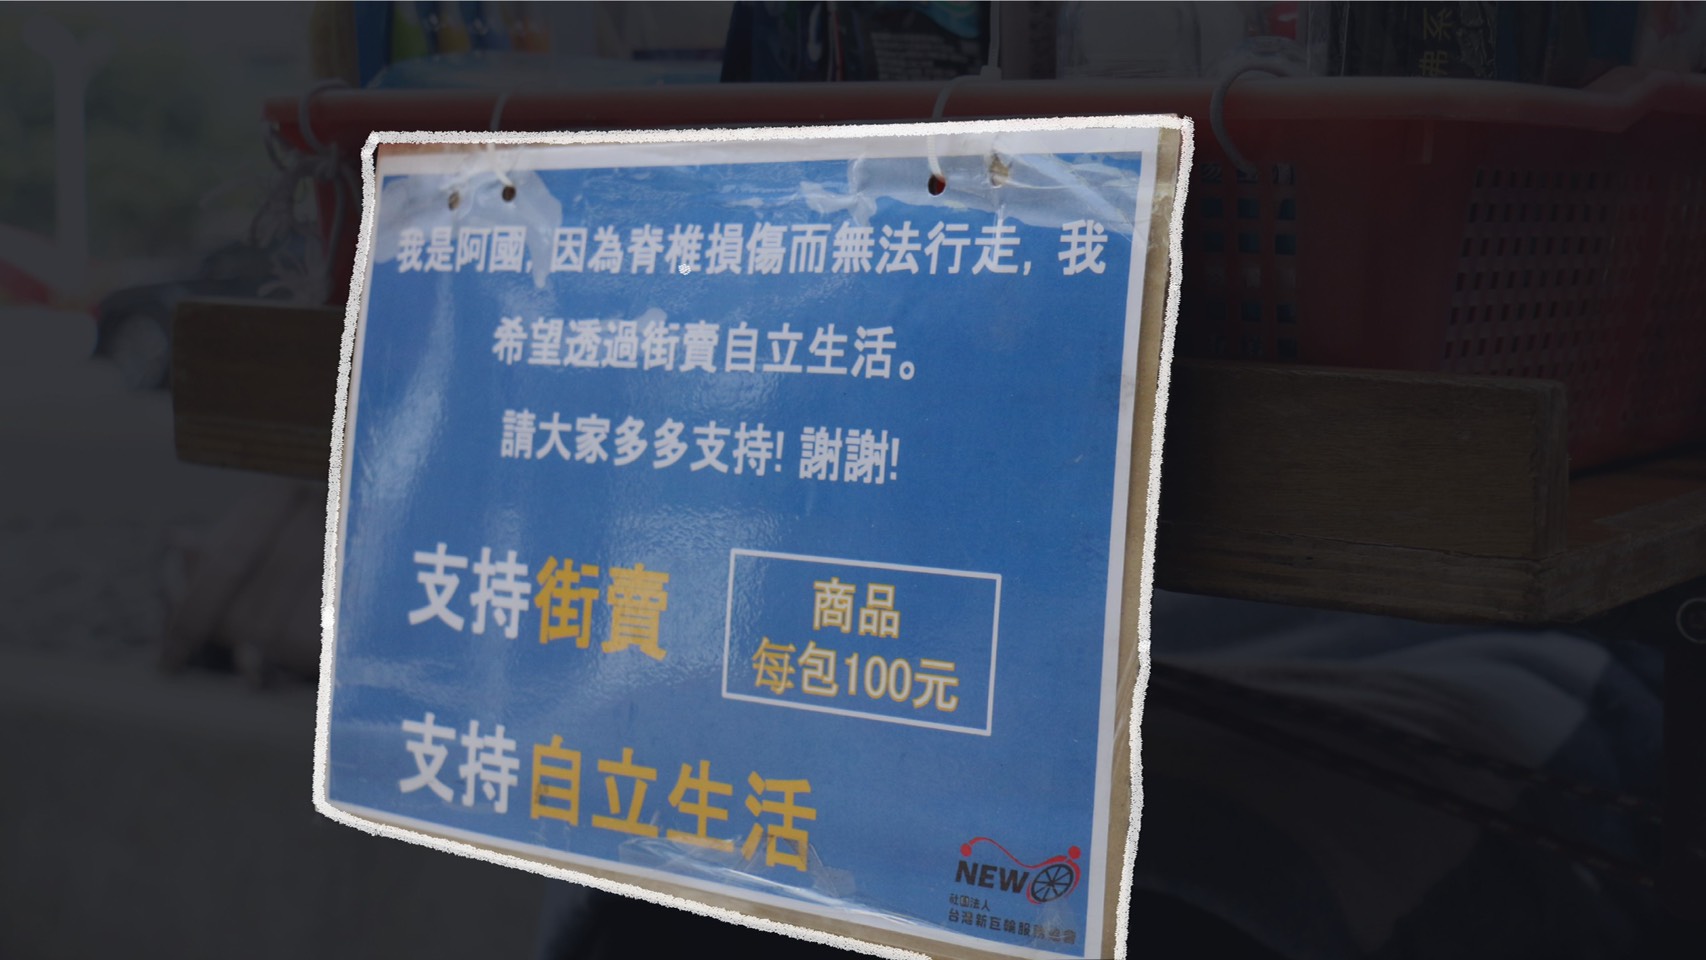 我是阿國, 因為脊椎損傷而無法行走, 我
希望透過街賣自立生活。
請大家多多支持! 謝謝!
支持街賣
商品
每包100元
支持自立生活
NEW
社団法人
台灣新巨輪服務協會